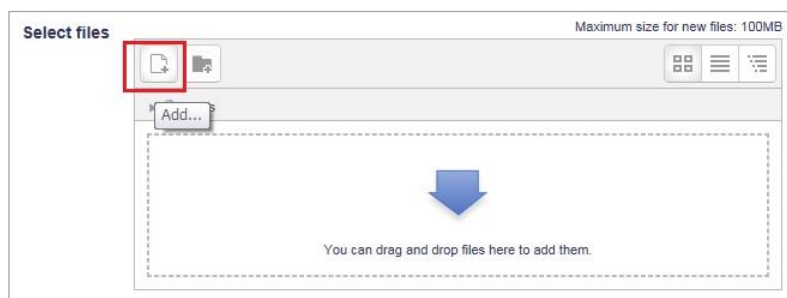 Maximum size for new files: 100MB
Select files
Add...
You can drag and drop files here to add them.